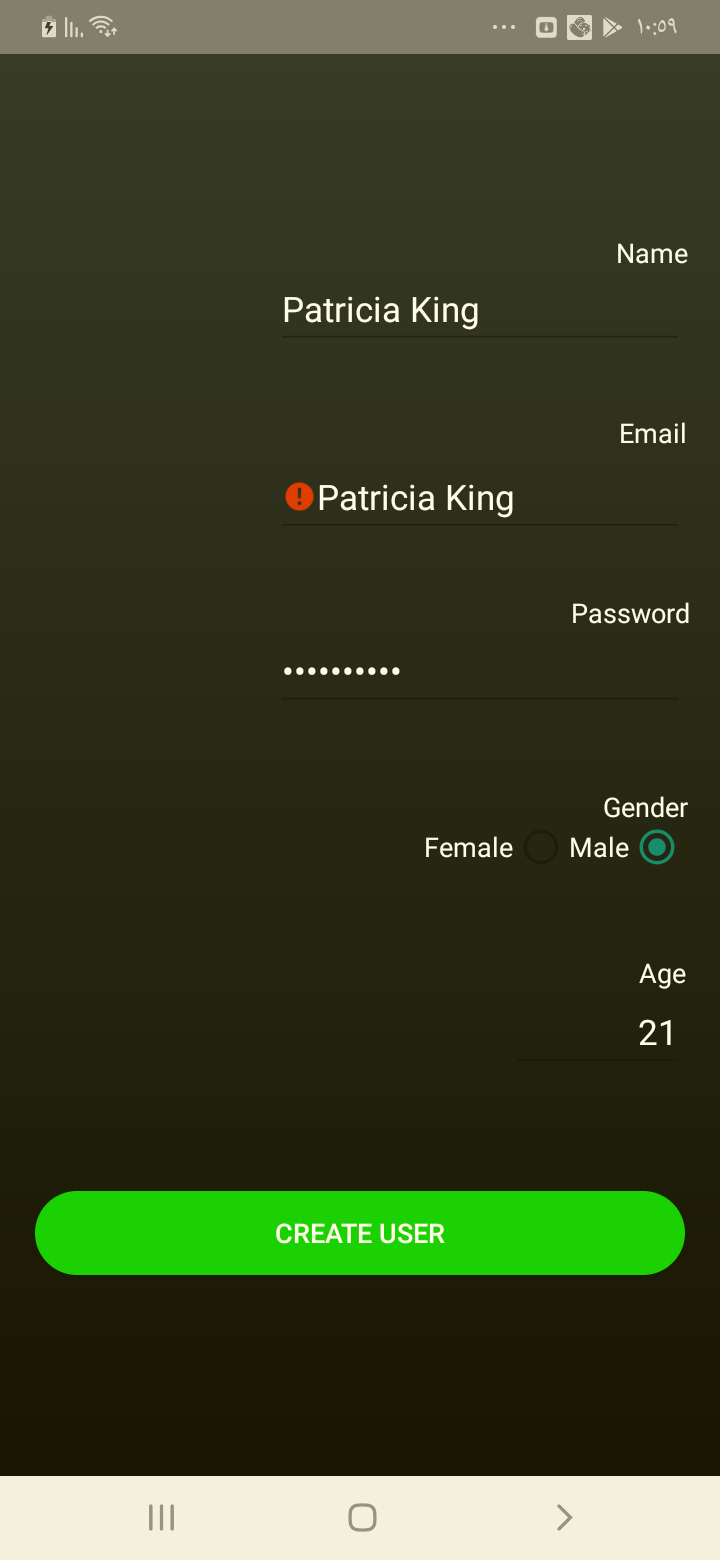 ١٠:٥٩
Name
Patricia King
Email
Patricia King
Password
••••••••••
Gender
Female Male
Age
21
CREATE USER